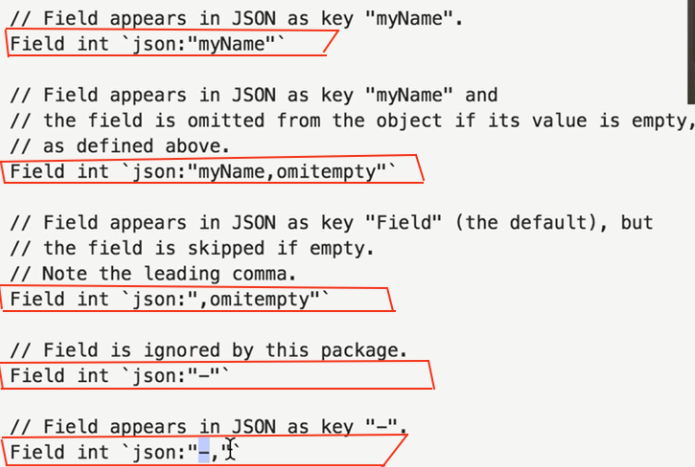 // Field appears in JSON as key "myName".
Field int `json:"myName"`
// Field appears in JSON as key "myName" and
// the field is omitted from the object if its value is empty,
// as defined above.
Field int `json:"myName,omitempty"`
// Field appears in JSON as key "Field" (the default), but
// the field is skipped if empty.
// Note the leading comma.
Field int `json:",omitempty"`
// Field is ignored by this package.
Field int `json:"-"`
// Field appears in JSON as key "-".
Field int `json:"-,"`